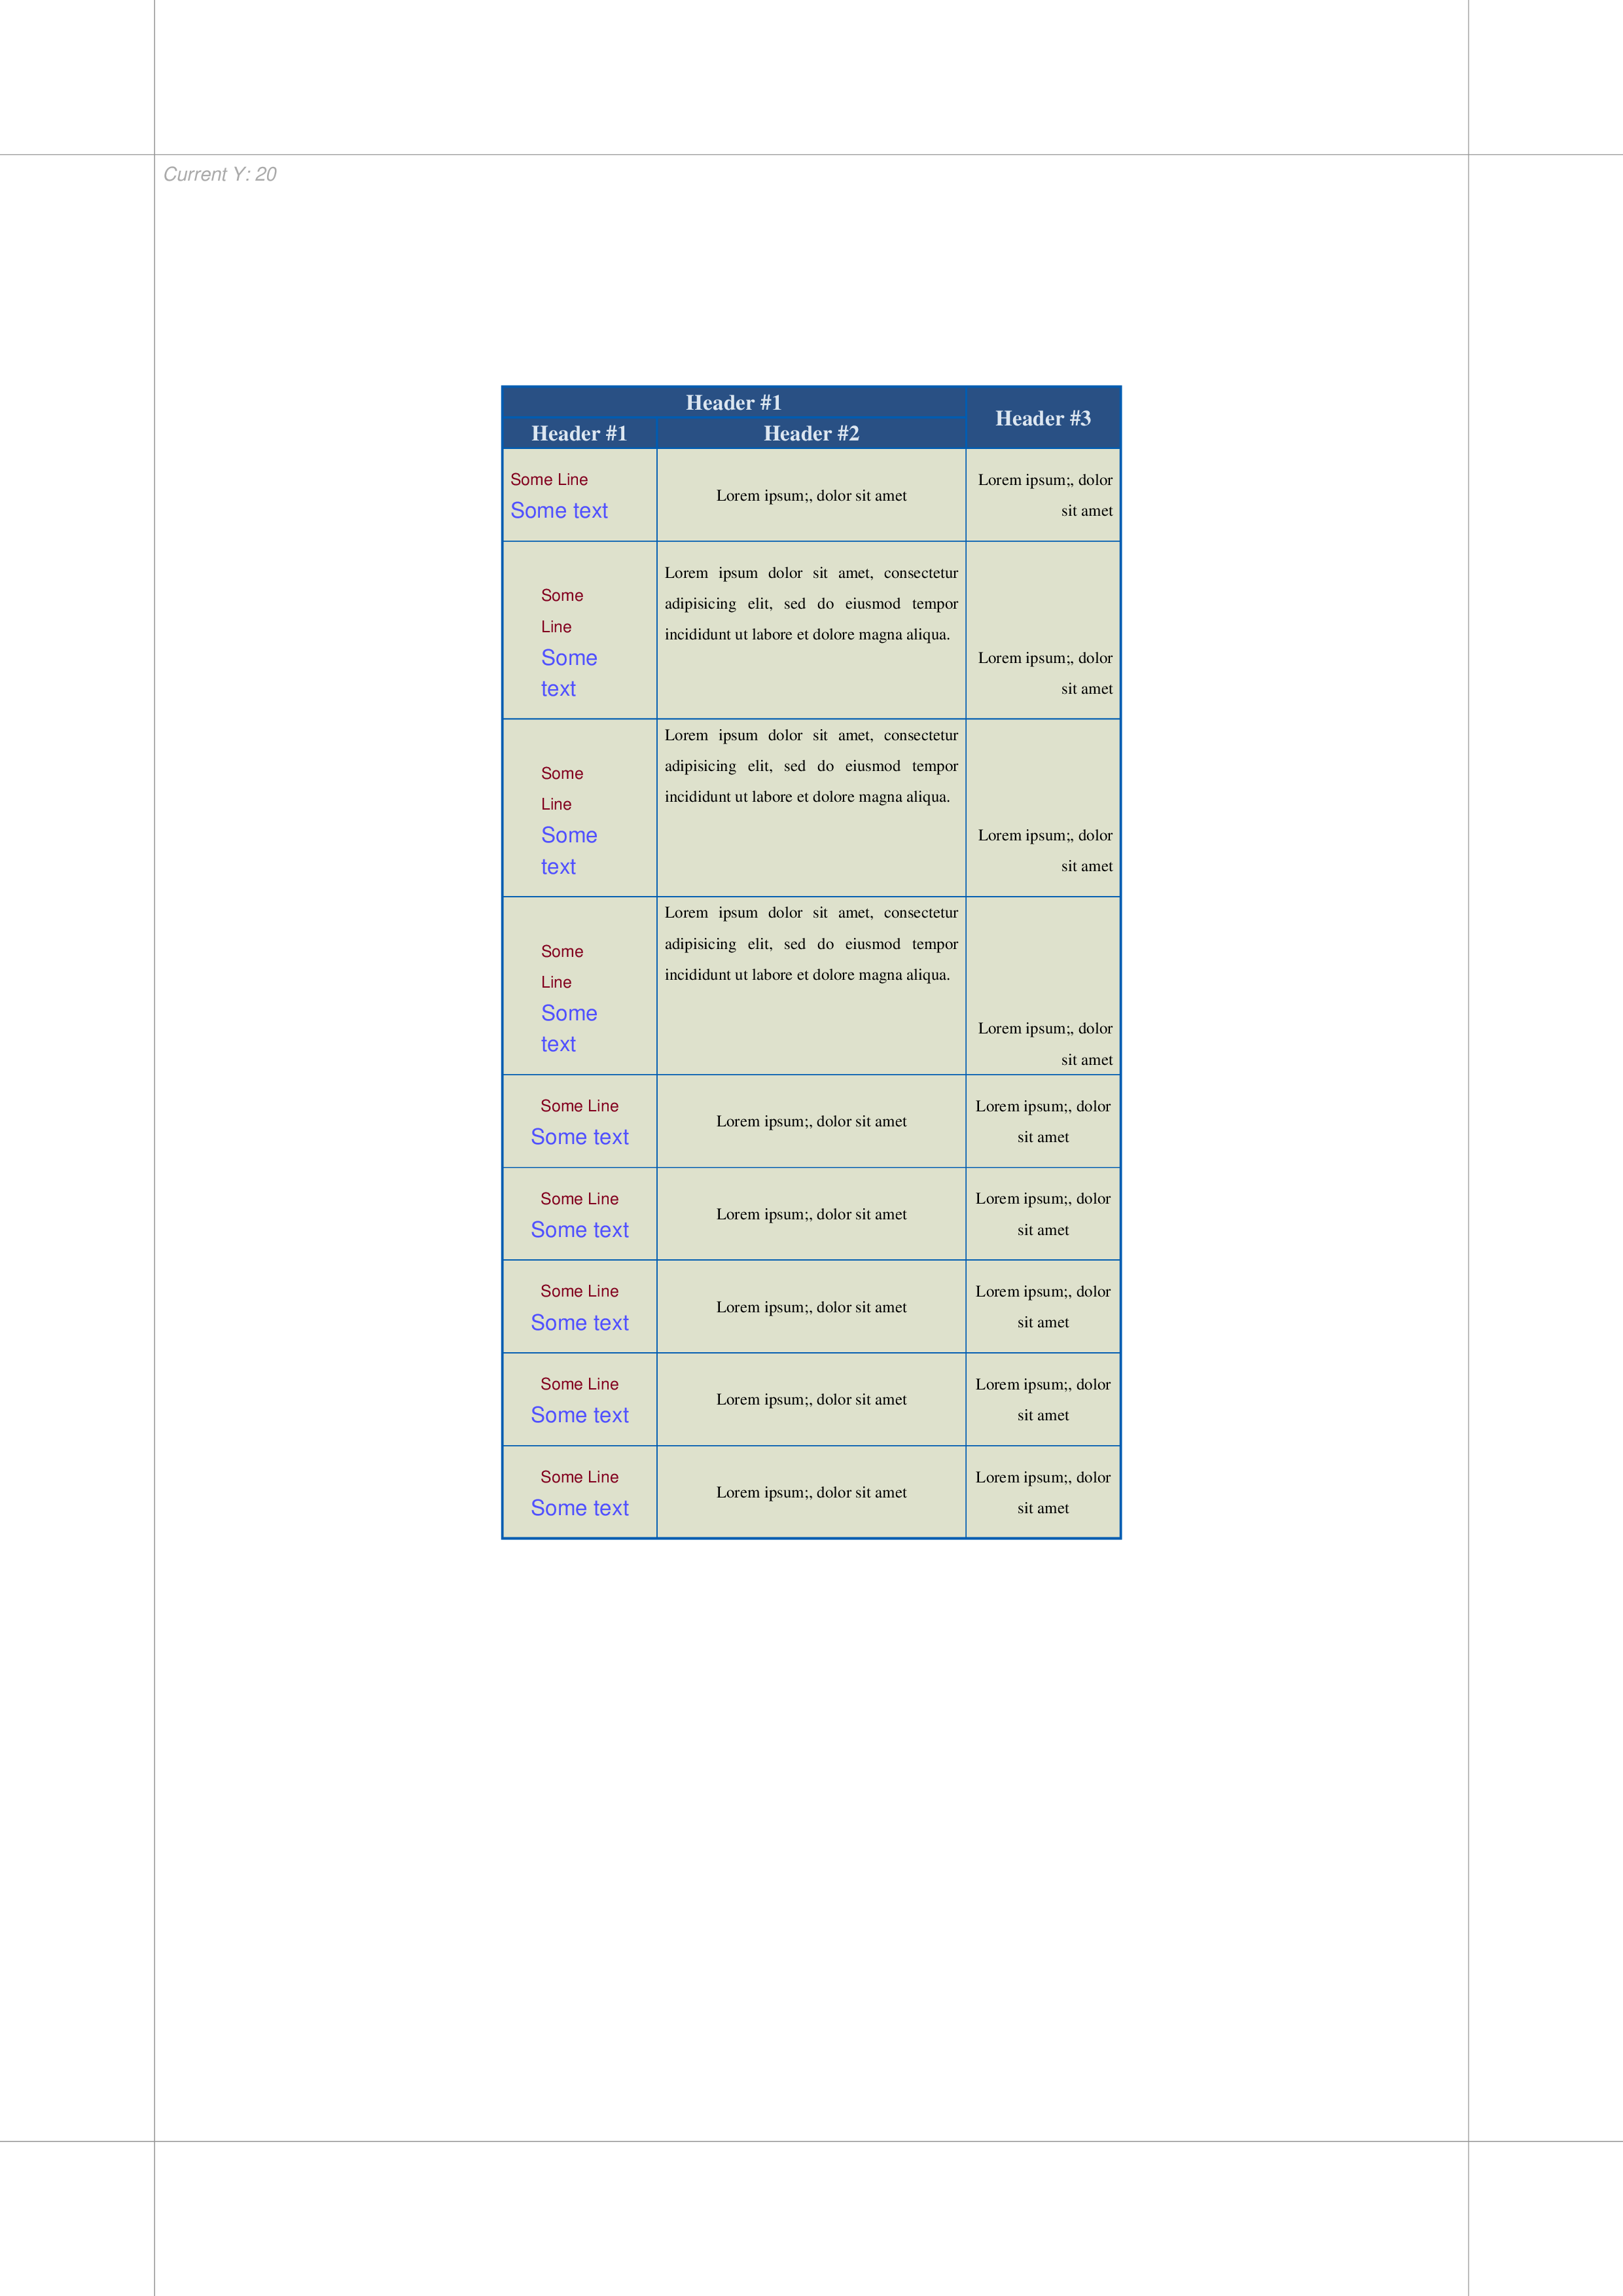 Current Y: 20
Header #1
Header #3
Header #1
Header #2
Some Line
Some text
Lorem ipsum;, dolor sit amet
Lorem ipsum;, dolor
sit amet
Some
Line
Some
text
Lorem ipsum dolor sit amet, consectetur
adipisicing elit, sed do eiusmod tempor
incididunt ut labore et dolore magna aliqua.
Lorem ipsum;, dolor
sit amet
Some
Line
Some
text
Lorem ipsum dolor sit amet, consectetur
adipisicing elit, sed do eiusmod tempor
incididunt ut labore et dolore magna aliqua.
Lorem ipsum;, dolor
sit amet
Some
Line
Some
text
Lorem ipsum dolor sit amet, consectetur
adipisicing elit, sed do eiusmod tempor
incididunt ut labore et dolore magna aliqua.
Lorem ipsum;, dolor
sit amet
Some Line
Some text
Lorem ipsum;, dolor sit amet
Lorem ipsum;, dolor
sit amet
Some Line
Some text
Lorem ipsum;, dolor sit amet
Lorem ipsum;, dolor
sit amet
Some Line
Some text
Lorem ipsum;, dolor sit amet
Lorem ipsum;, dolor
sit amet
Some Line
Some text
Lorem ipsum;, dolor sit amet
Lorem ipsum;, dolor
sit amet
Some Line
Some text
Lorem ipsum;, dolor sit amet
Lorem ipsum;, dolor
sit amet